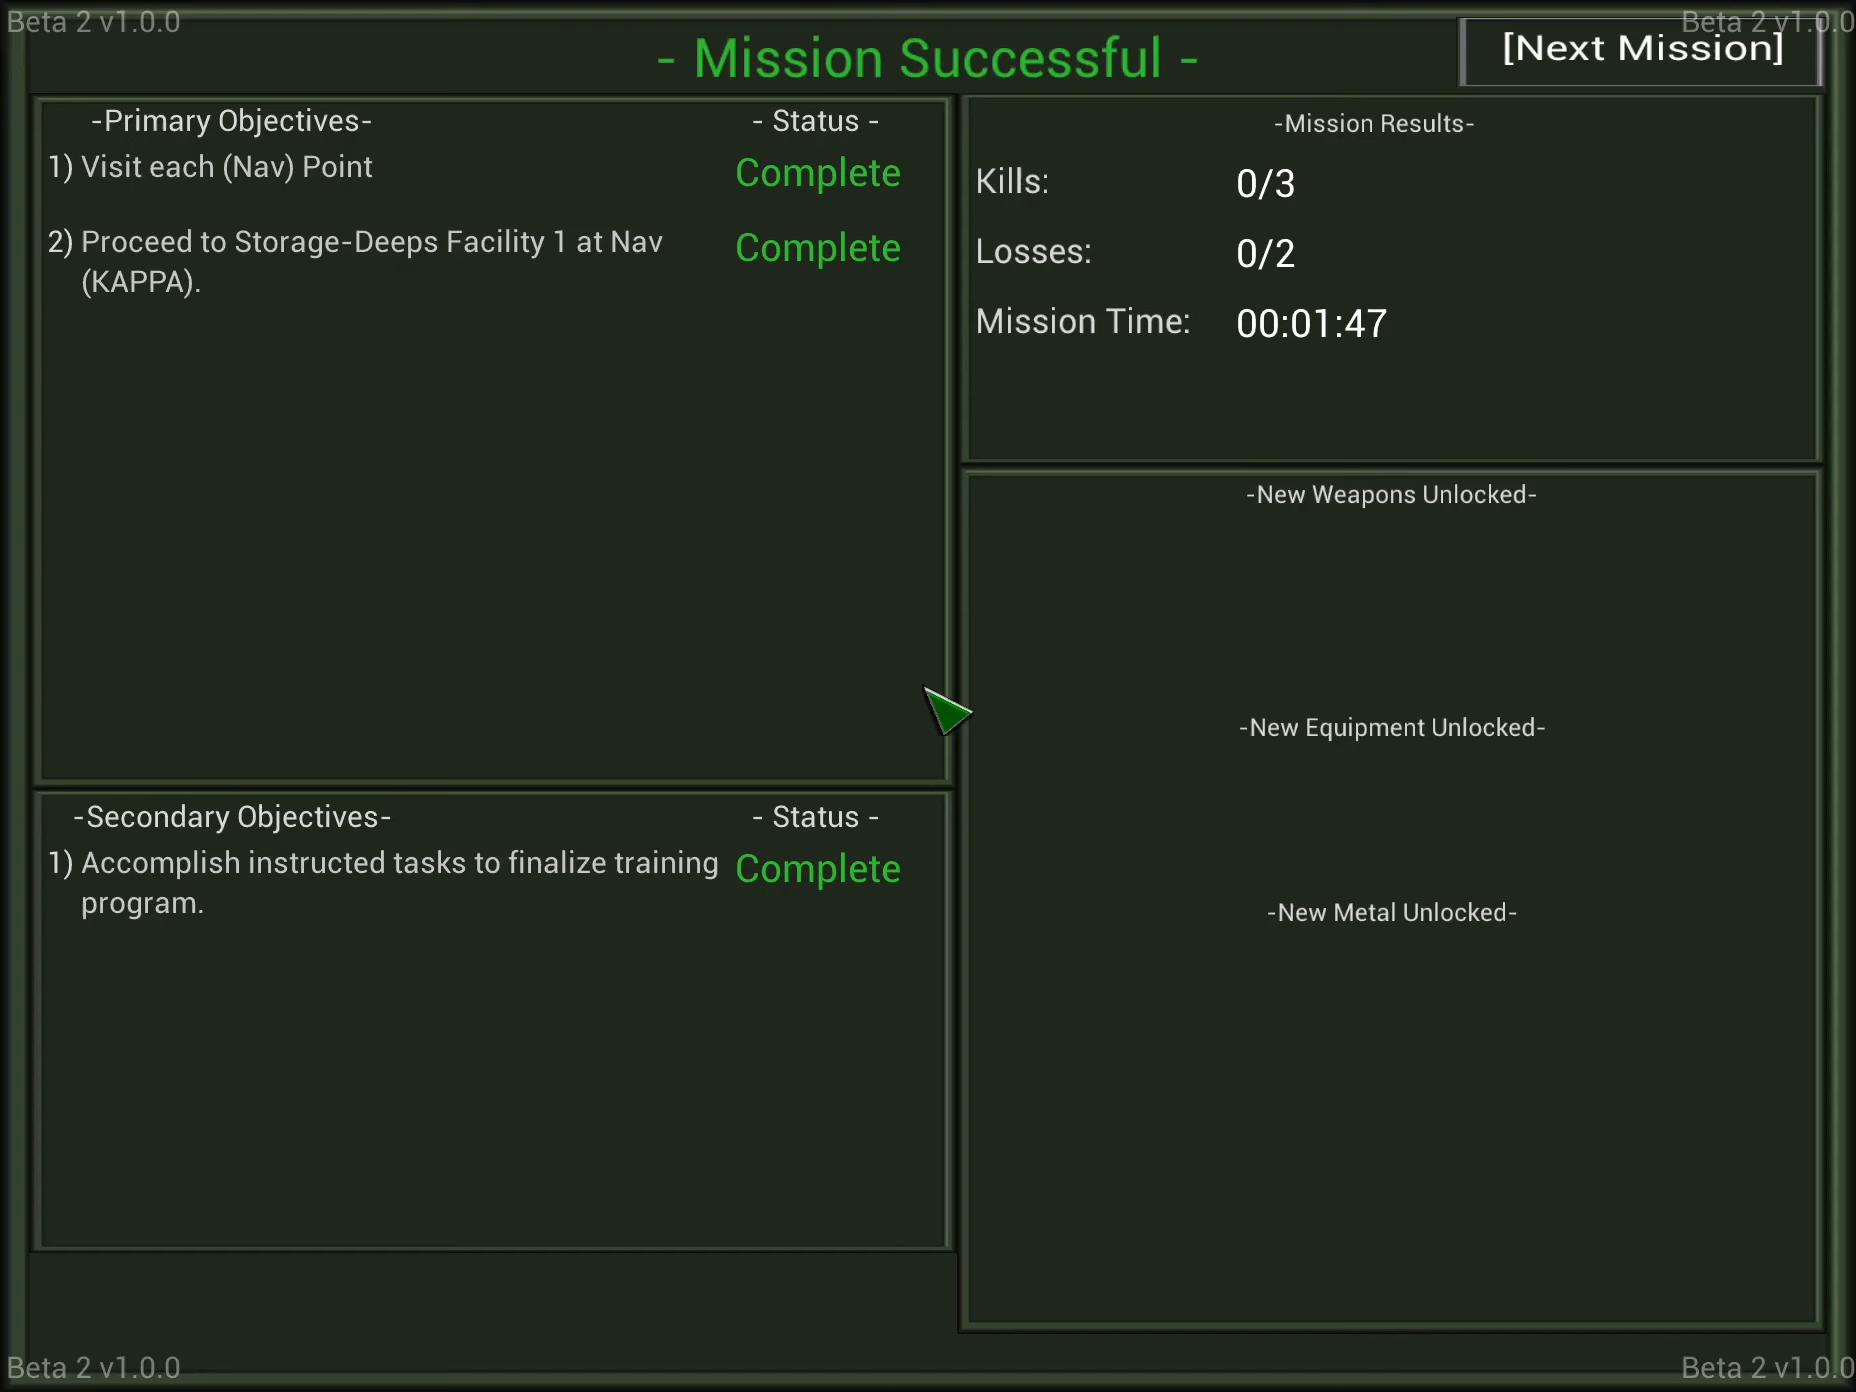 Beta 2 v1.0.0
Beta 2 v1.0.0
- Mission Successful -
[Next Mission]
-Primary Objectives-
- Status -
1) Visit each (Nav) Point
Complete
2) Proceed to Storage-Deeps Facility 1 at Nav
(KAPPA).
Complete
-Secondary Objectives-
- Status -
1) Accomplish instructed tasks to finalize training
program.
Complete
-Mission Results-
Kills: 0/3
Losses: 0/2
Mission Time: 00:01:47
-New Weapons Unlocked-
-New Equipment Unlocked-
-New Metal Unlocked-
Beta 2 v1.0.0
Beta 2 v1.0.0